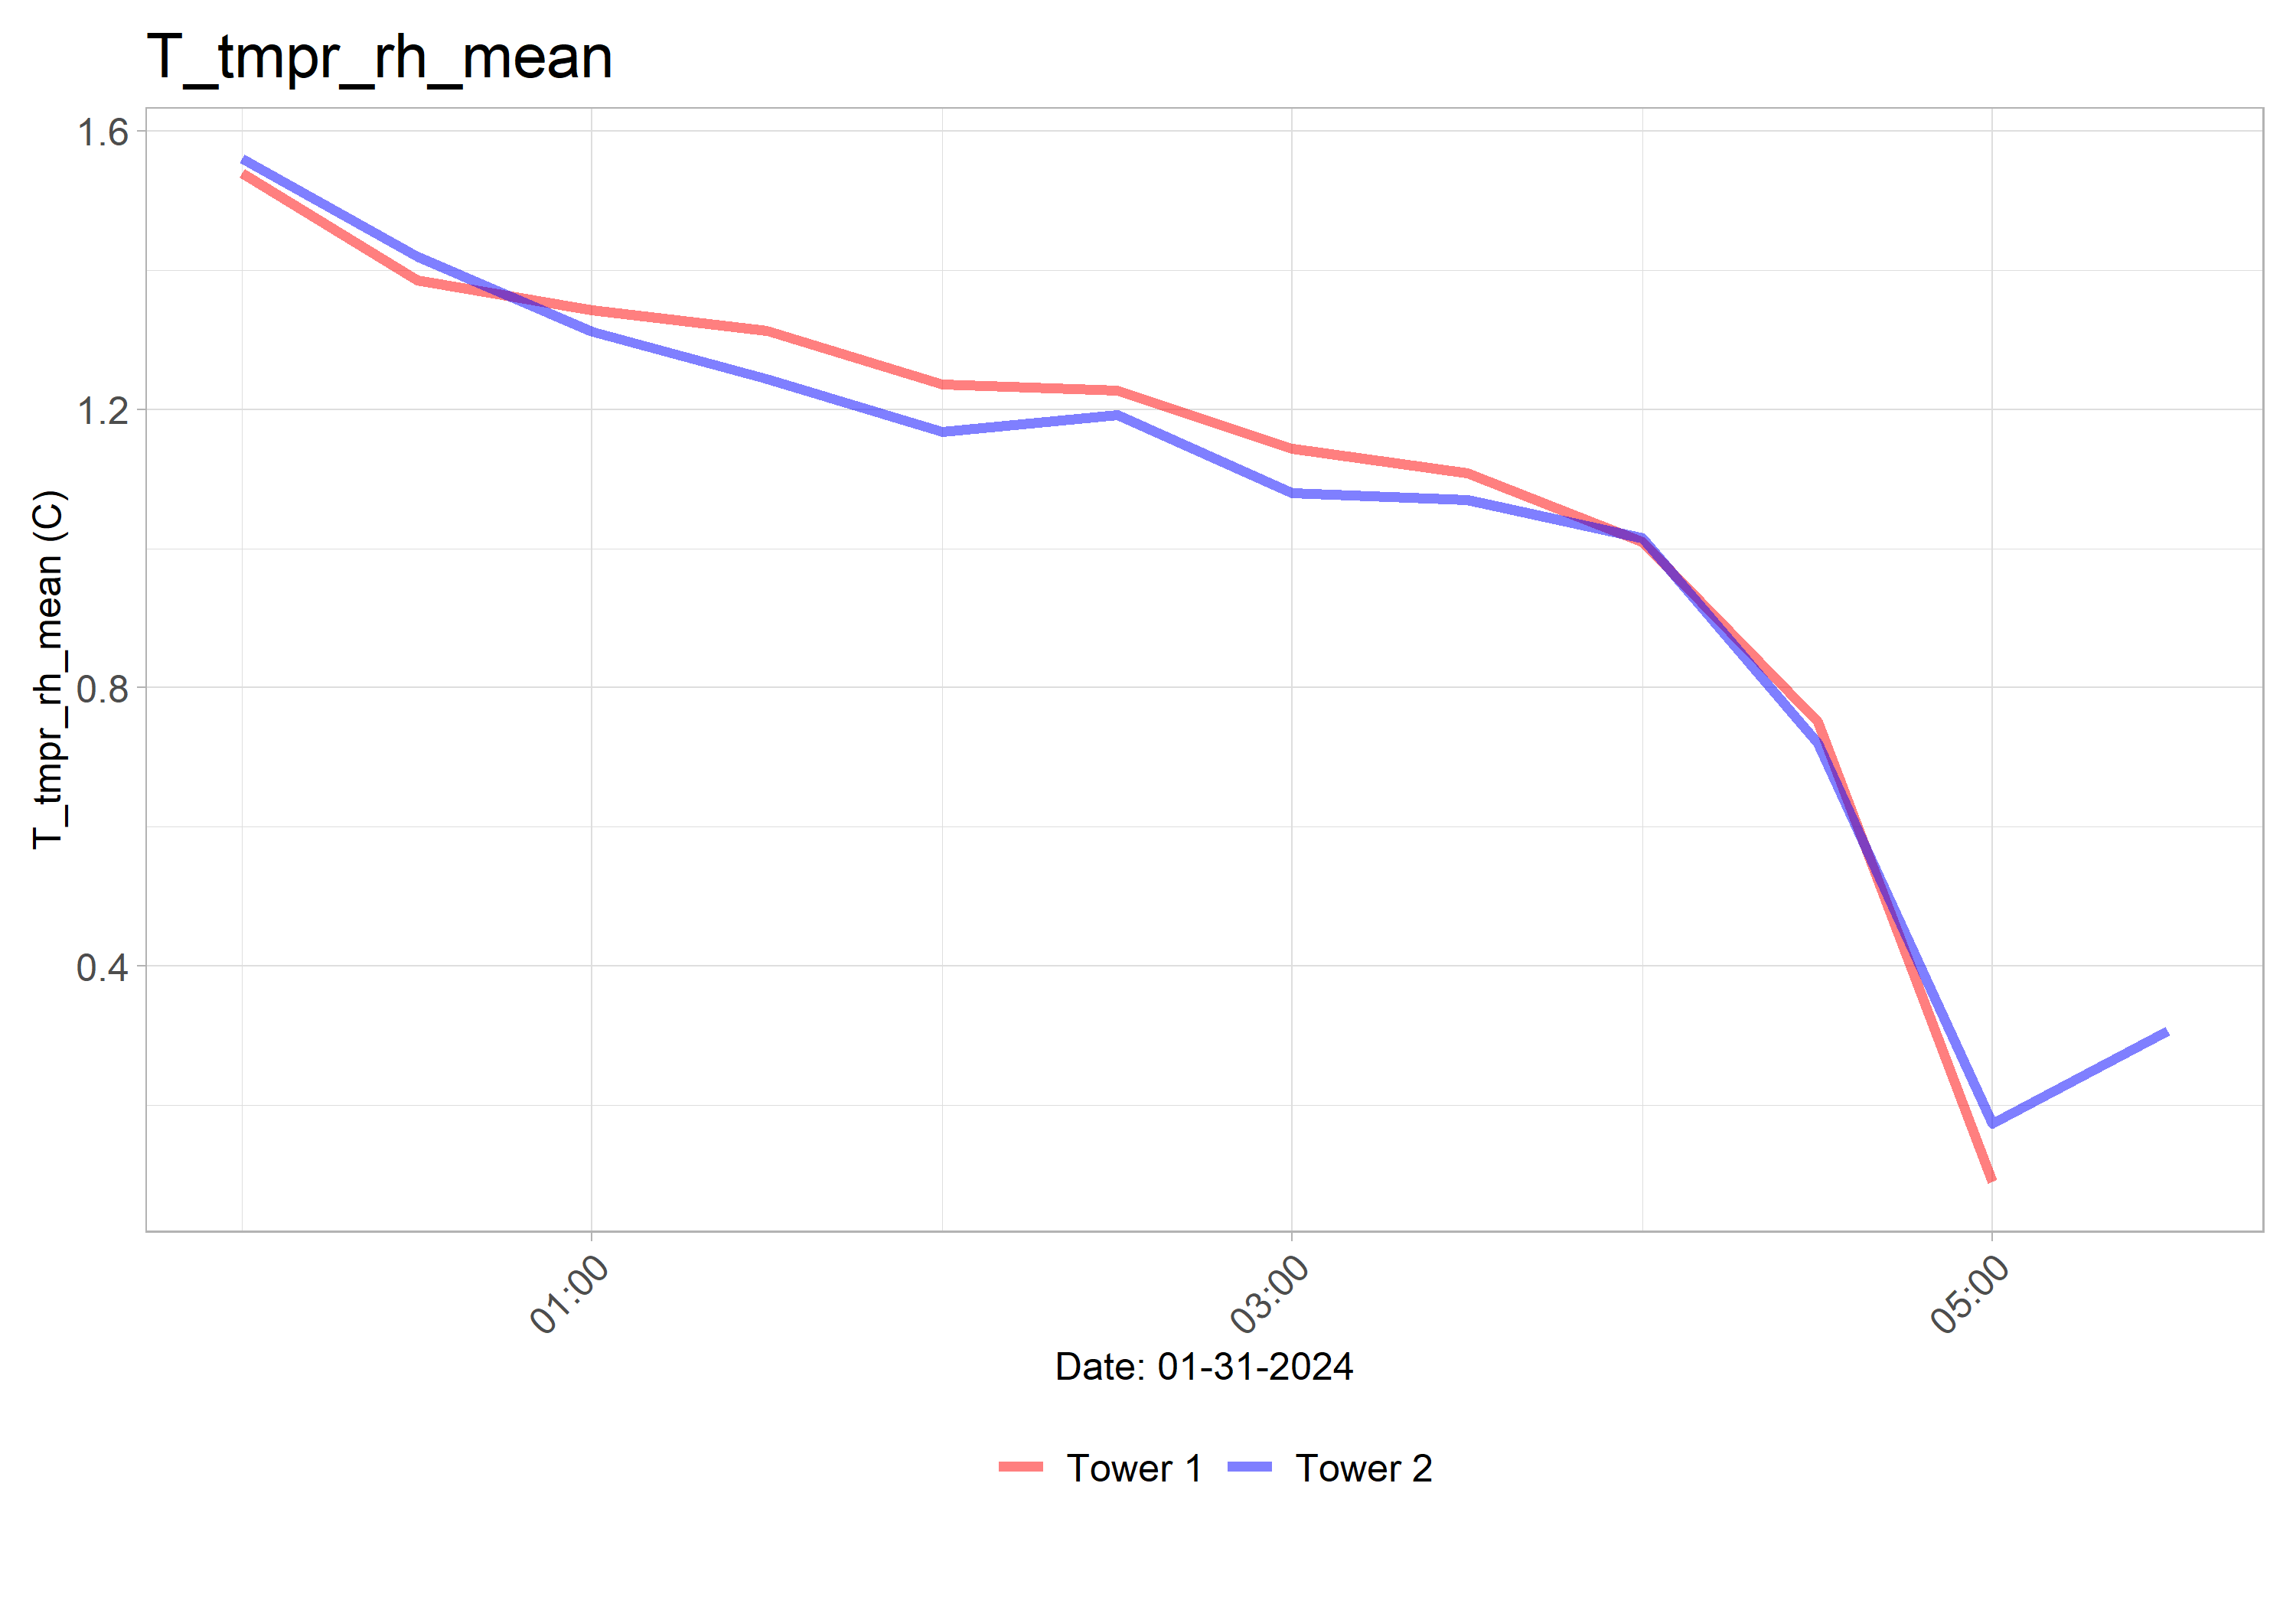 T_tmpr_rh_mean
1.6
1.2
0.8
0.4
T_tmpr_rh_mean (C)
01:00
03:00
05:00
Date: 01-31-2024
Tower 1
Tower 2